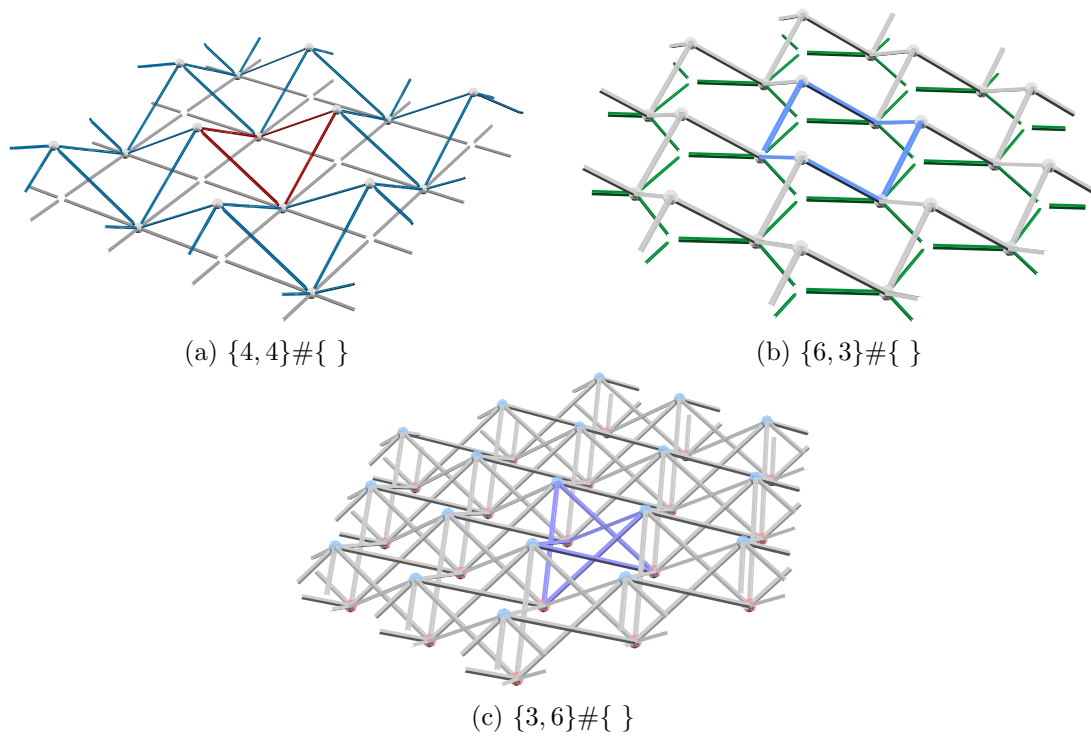 (a) {4, 4}#{ }
(b) {6, 3}#{ }
(c) {3, 6}#{ }